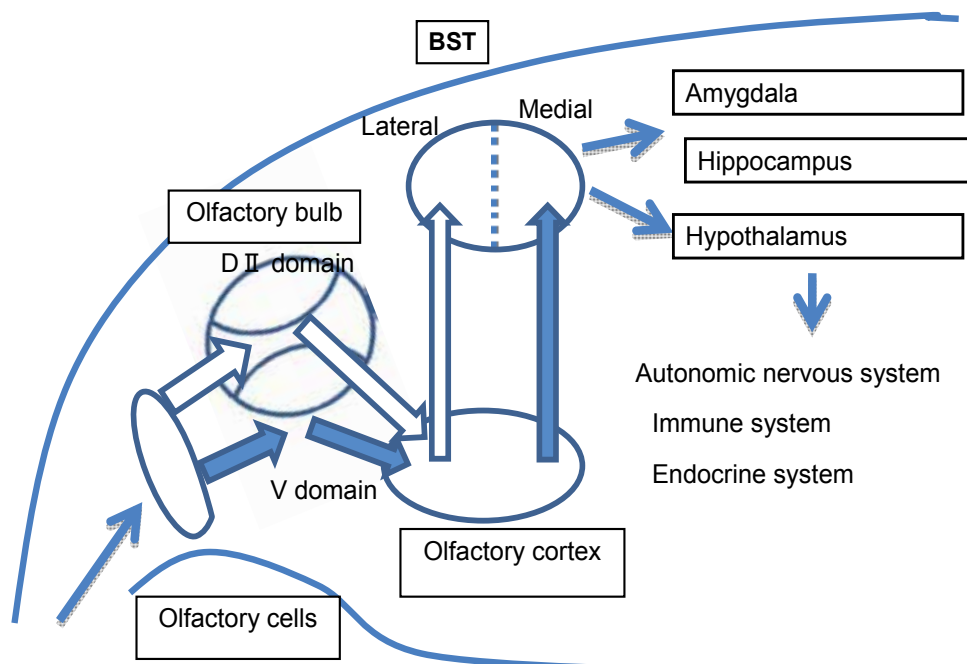 BST
Amygdala
Lateral
Medial
Hippocampus
Olfactory bulb
Hypothalamus
DⅡ domain
Autonomic nervous system
Immune system
Endocrine system
V domain
Olfactory cortex
Olfactory cells